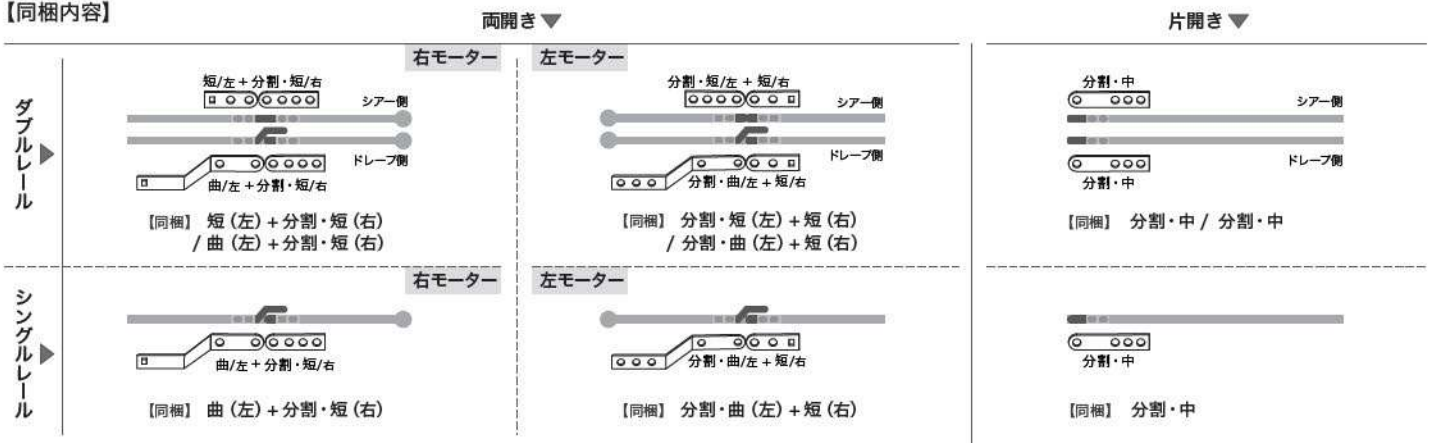 【同梱内容】
両開き▼
片開き▼
ダブルレール▶
右モーター
短/左+分割・短/右
シアー側
ドレープ側
曲/左+分割・短/右
【同梱】 短(左)+分割・短(右)
/ 曲(左)+分割・短(右)
左モーター
分割・短/左 + 短/右
シアー側
ドレープ側
分割・曲/左+短/右
【同梱】 分割・短(左)+短(右)
/ 分割・曲(左)+短(右)
分割・中
シアー側
ドレープ側
分割・中
【同梱】 分割・中 / 分割・中
シングルレール▶
右モーター
曲/左+分割・短/右
【同梱】 曲(左)+分割・短(右)
左モーター
分割・曲/左+短/右
【同梱】 分割・曲(左)+短(右)
分割・中
【同梱】 分割・中